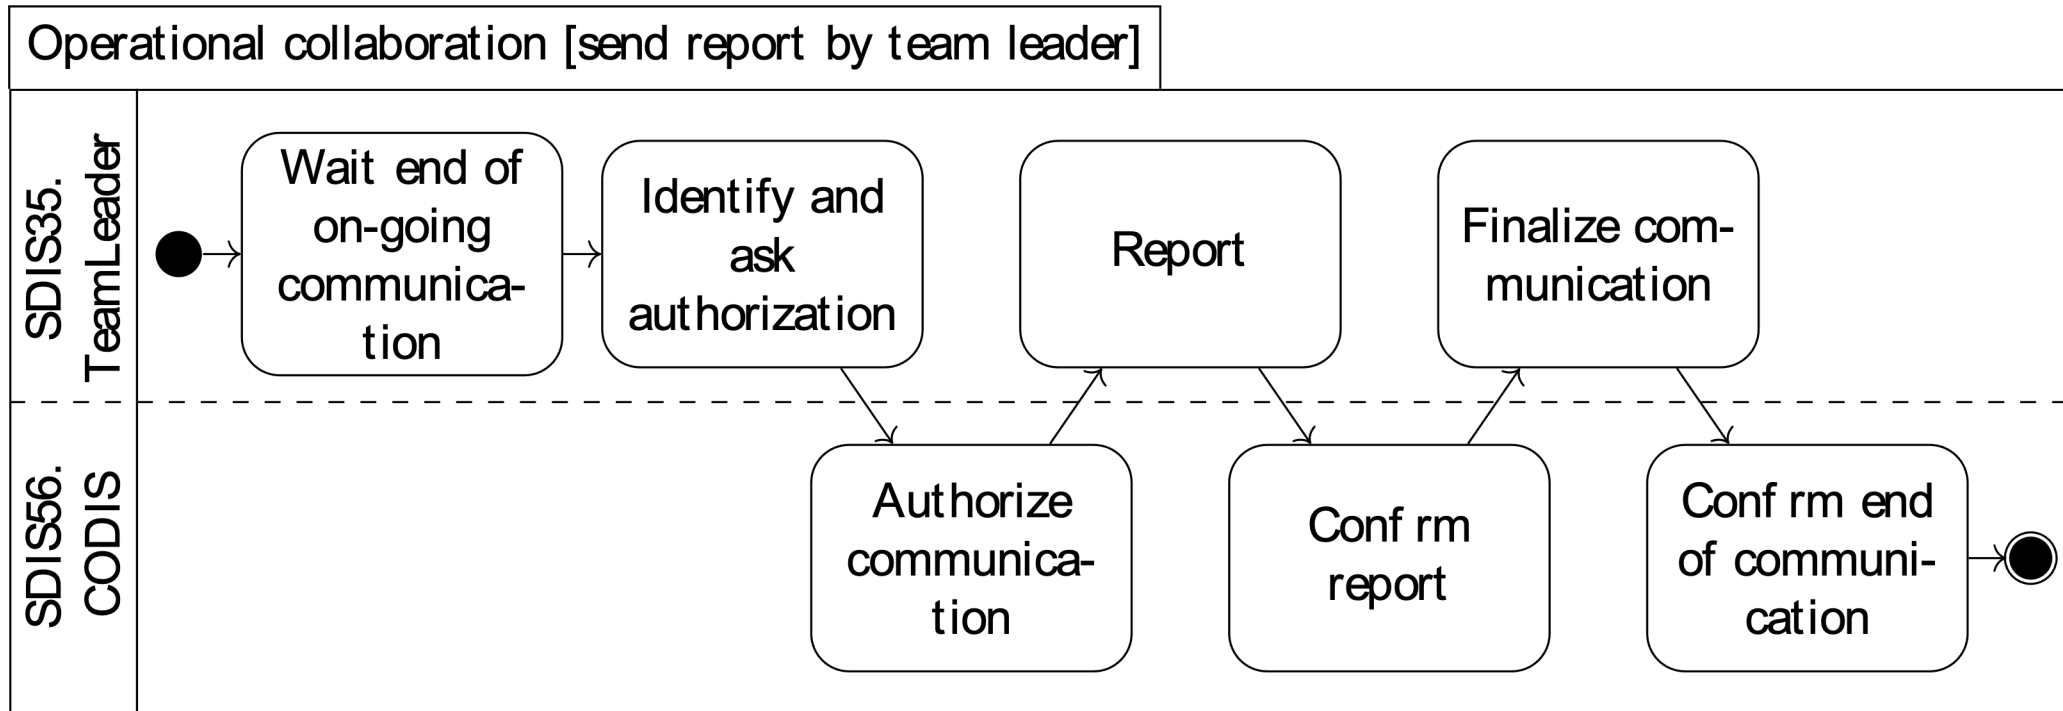 Operational collaboration [send report by team leader]
SDIS35.
TeamLeader
Wait end of
on-going
communica-
tion
Identify and
ask
authorization
Report
Finalize com-
munication
SDIS56.
CODIS
Authorize
communica-
tion
Conf rm
report
Conf rm end
of communi-
cation